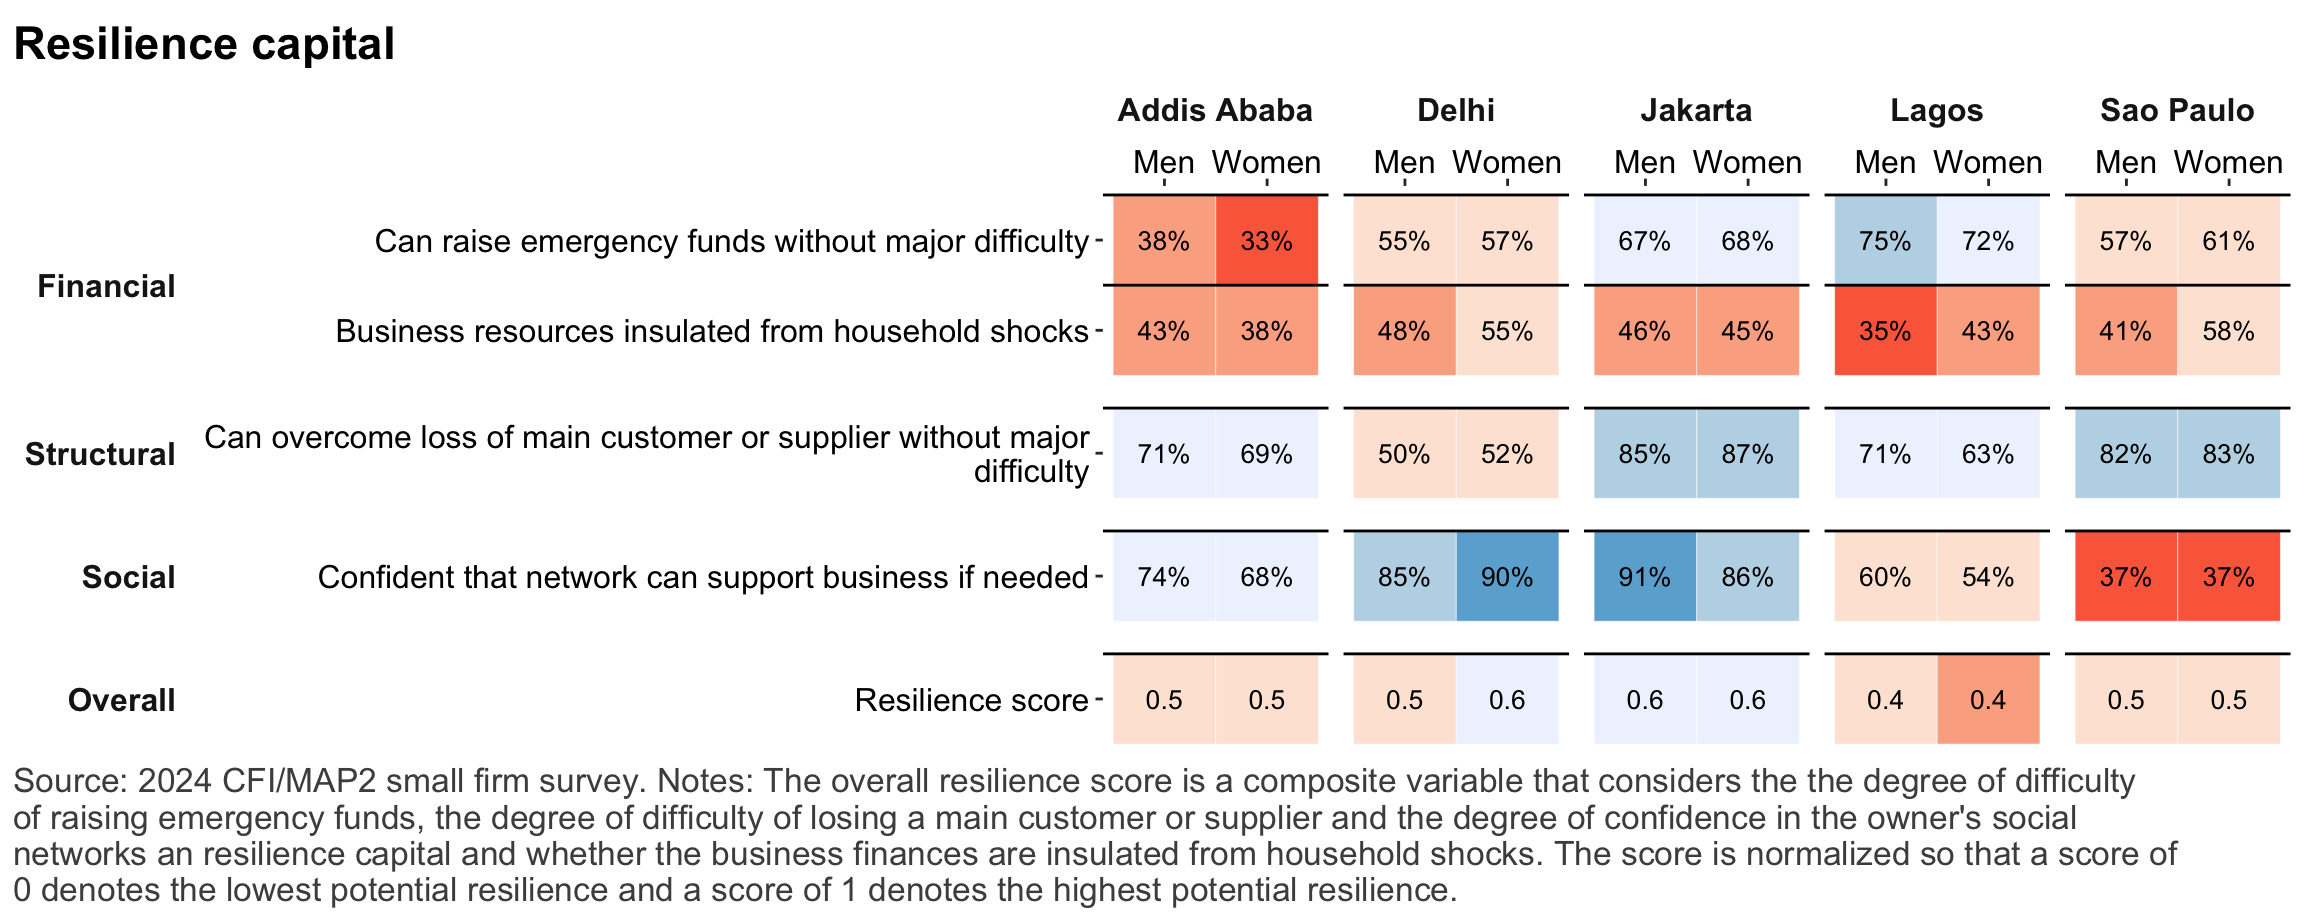 Resilience capital
Addis Ababa Delhi Jakarta Lagos Sao Paulo
Men Women Men Women Men Women Men Women Men Women
Financial
Can raise emergency funds without major difficulty 38% 33% 55% 57% 67% 68% 75% 72% 57% 61%
Business resources insulated from household shocks 43% 38% 48% 55% 46% 45% 35% 43% 41% 58%
Structural
Can overcome loss of main customer or supplier without major
difficulty
71% 69% 50% 52% 85% 87% 71% 63% 82% 83%
Social Confident that network can support business if needed 74% 68% 85% 90% 91% 86% 60% 54% 37% 37%
Overall Resilience score 0.5 0.5 0.5 0.6 0.6 0.6 0.4 0.4 0.5 0.5
Source: 2024 CFI/MAP2 small firm survey. Notes: The overall resilience score is a composite variable that considers the the degree of difficulty
of raising emergency funds, the degree of difficulty of losing a main customer or supplier and the degree of confidence in the owner's social
networks an resilience capital and whether the business finances are insulated from household shocks. The score is normalized so that a score of
0 denotes the lowest potential resilience and a score of 1 denotes the highest potential resilience.